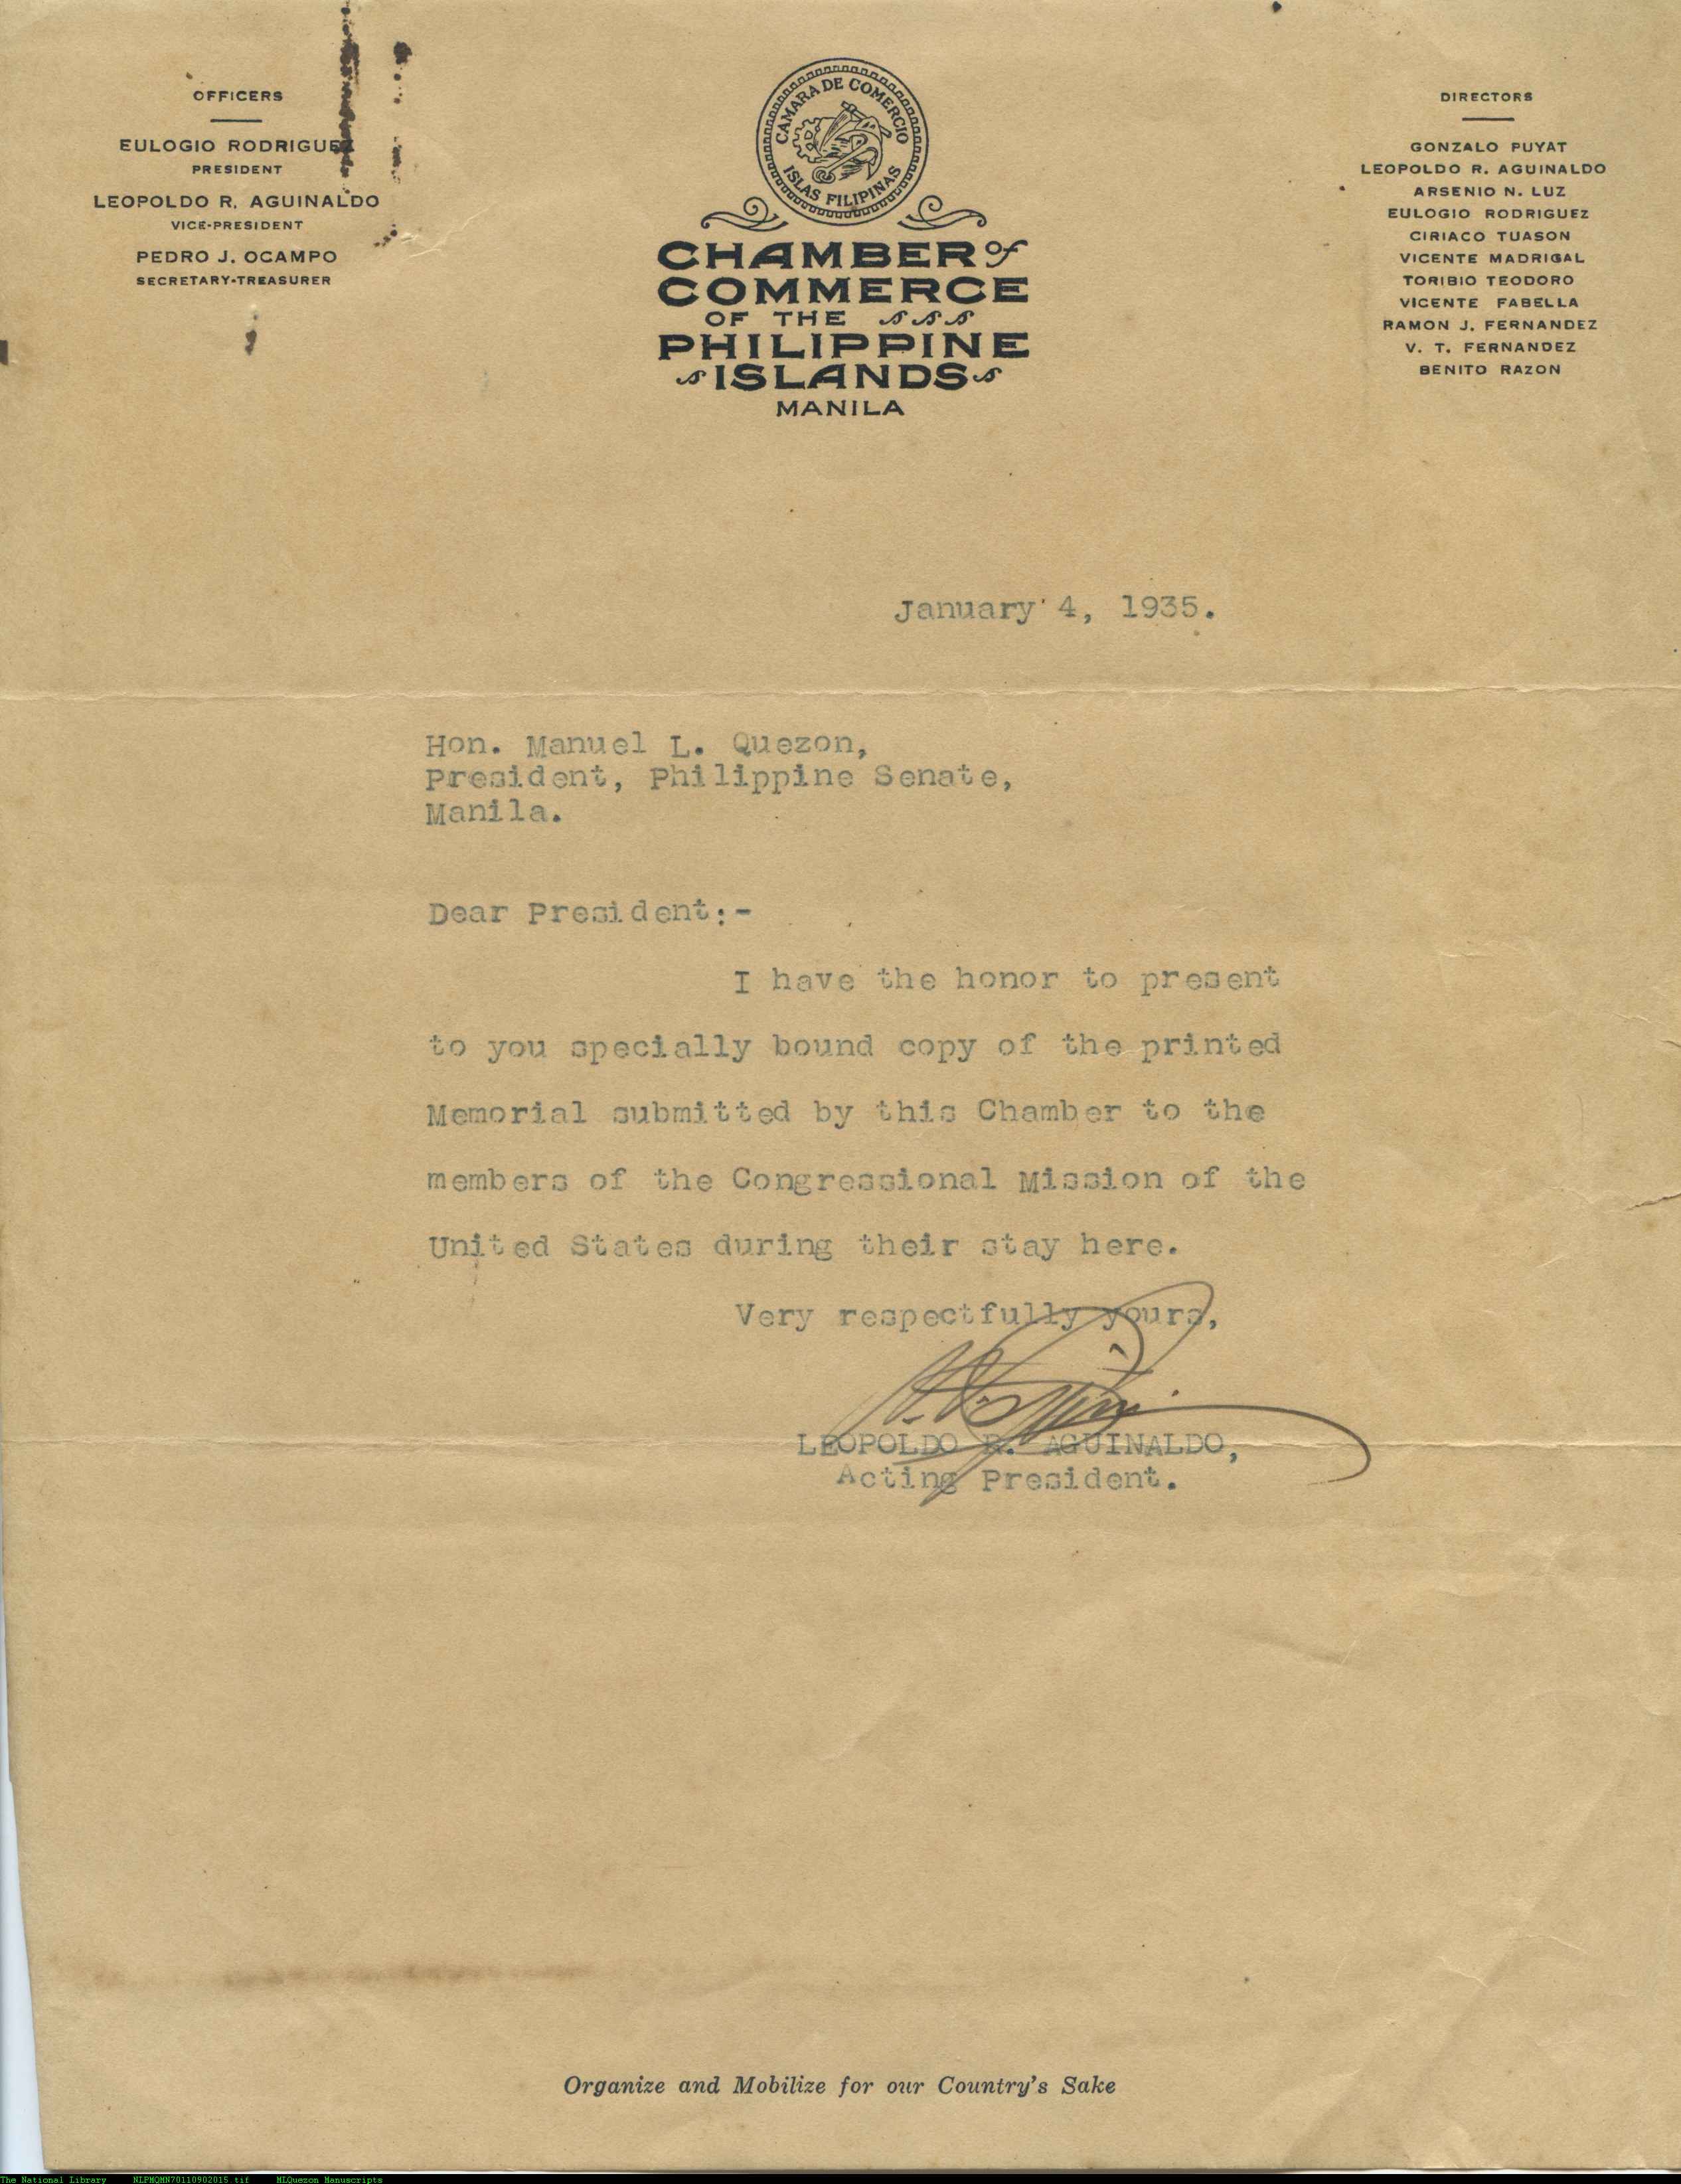 OFFICERS
EULOGIO RODRIGUEZ
PRESIDENT
LEOPOLDO R. AGUINALDO
VICE-PRESIDENT
PEDRO J. OCAMPO
SECRETARY-TREASURER
CAMARA DE COMERCIO
ISLAS FILIPINAS
CHAMBER of
COMMERCE
OF THE
PHILIPPINE
ISLANDS
MANILA
DIRECTORS
GONZALO PUYAT
LEOPOLDO R. AGUINALDO
ARSENIO N. LUZ
EULOGIO RODRIGUEZ
CIRIACO TUASON
VICENTE MADRIGAL
TORIBIO TEODORO
VICENTE FABELLA
RAMON J. FERNANDEZ
V. T. FERNANDEZ
BENITO RAZON
January 4, 1935.
Hon. Manuel L. Quezon,
President, Philippine Senate,
Manila.
Dear President:-
I have the honor to present
to you specially bound copy of the printed
Memorial submitted by this Chamber to the
members of the Congressional Mission of the
United States during their stay here.
Very respectfully yours,
LEOPOLDO R. AGUINALDO,
Acting President.
Organize and Mobilize for our Country's Sake
The National Library NLPMQMN70110902015.tif MLQuezon Manuscripts